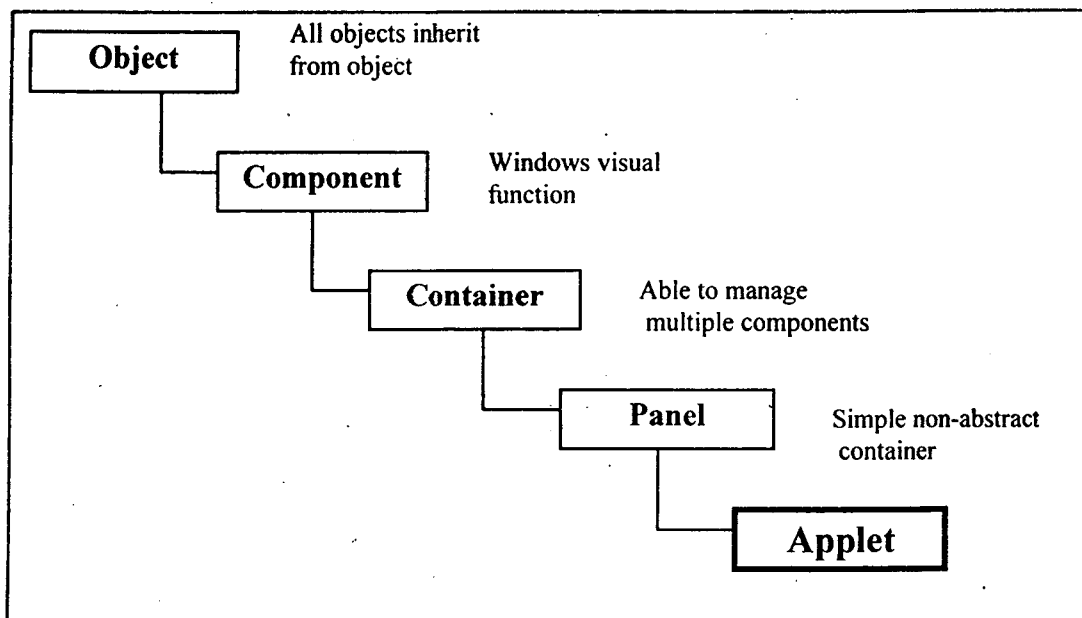 Object
All objects inherit
from object
Component
Windows visual
function
Container
Able to manage
multiple components
Panel
Simple non-abstract
container
Applet